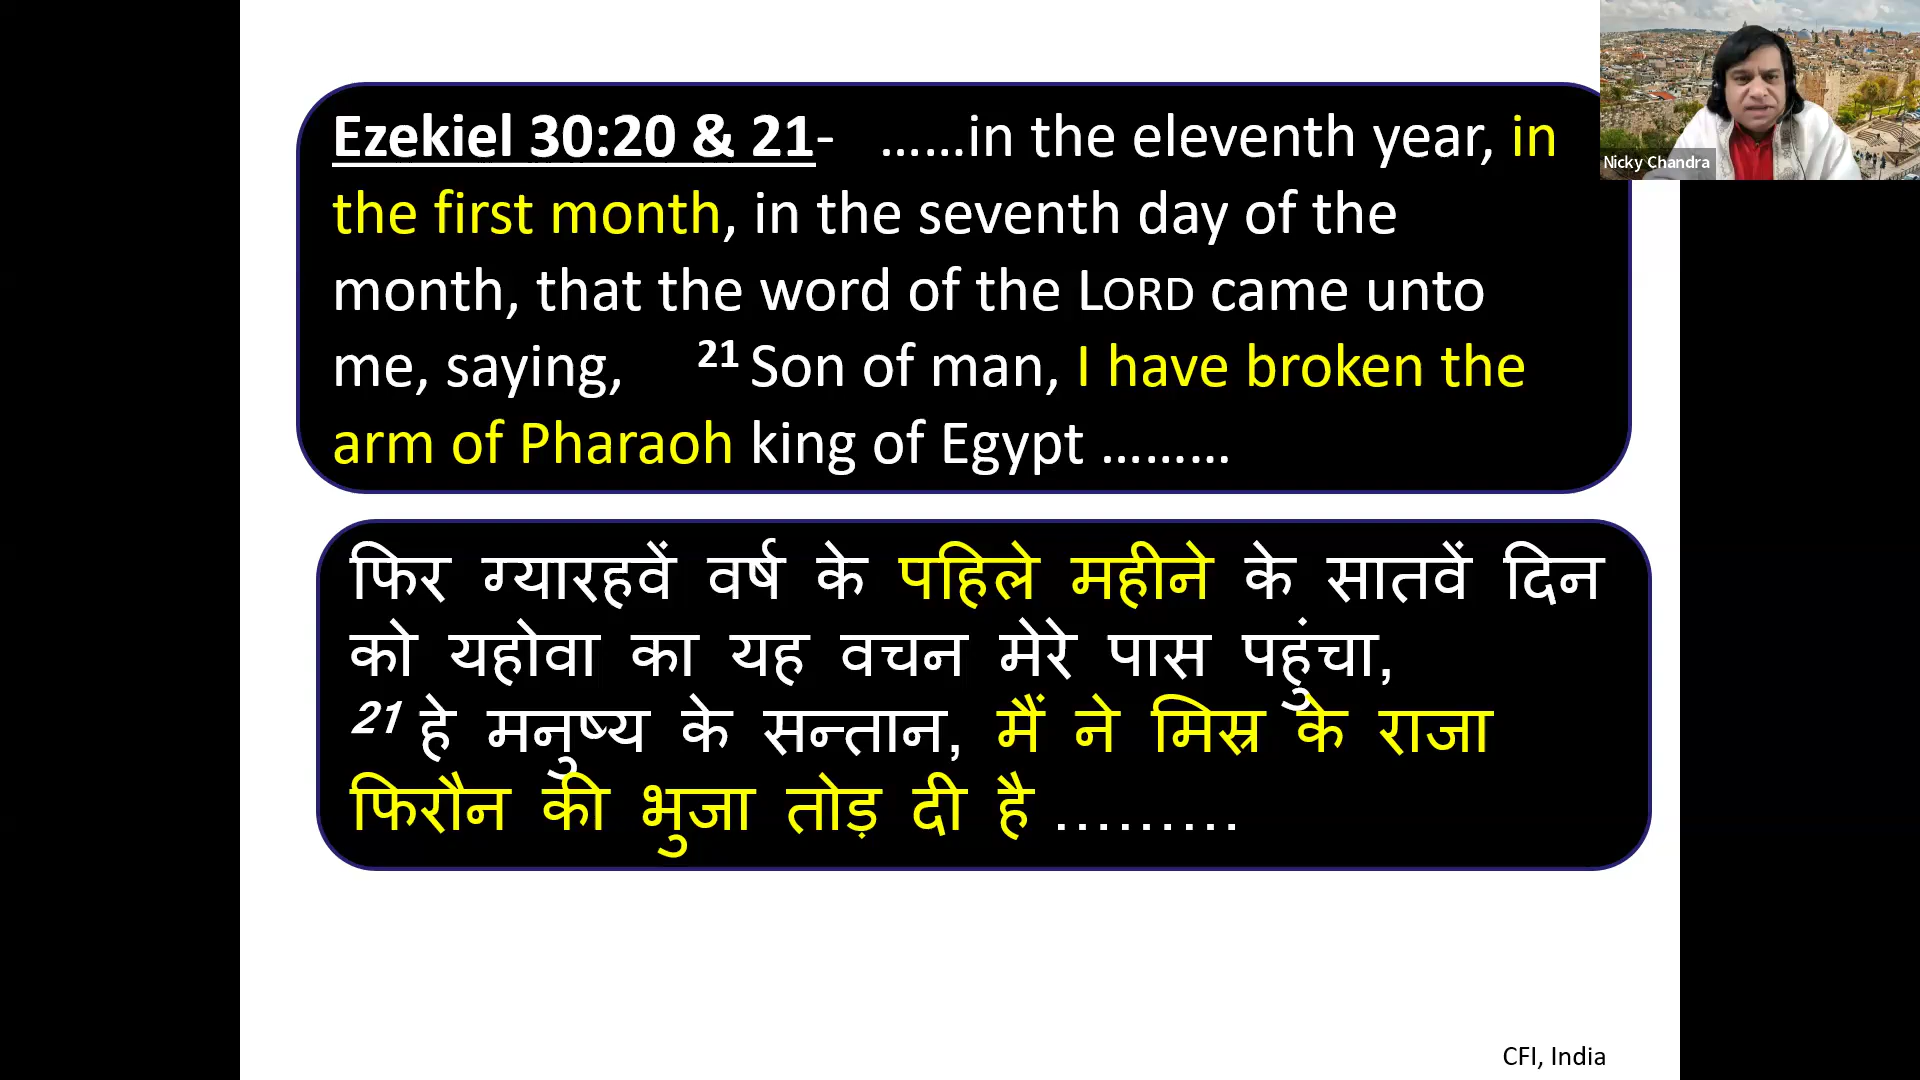 Ezekiel 30:20 & 21- ……in the eleventh year, in
the first month, in the seventh day of the
month, that the word of the LORD came unto
me, saying, 21 Son of man, I have broken the
arm of Pharaoh king of Egypt ………
Nicky Chandra
फिर ग्यारहवें वर्ष के पहिले महीने के सातवें दिन
को यहोवा का यह वचन मेरे पास पहुंचा,
21 हे मनुष्य के सन्तान, मैं ने मिस्र के राजा
फिरौन की भुजा तोड़ दी है ………
CFI, India